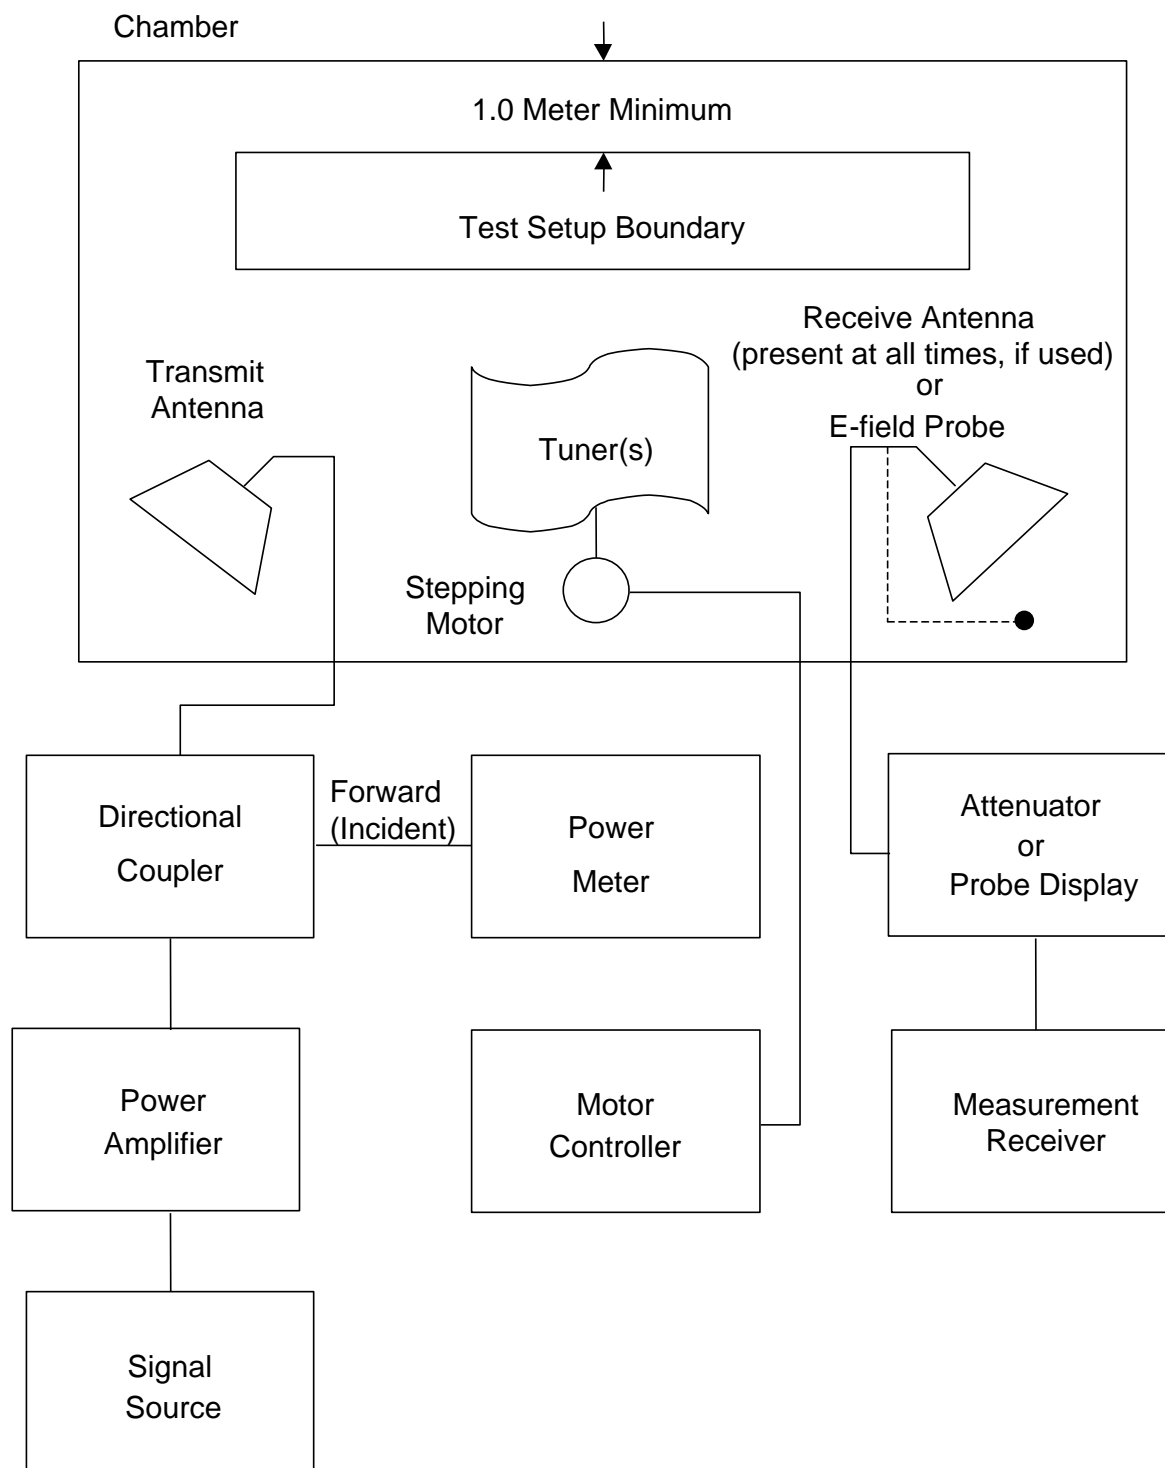 Chamber
1.0 Meter Minimum
Test Setup Boundary
Receive Antenna
(present at all times, if used)
or
E-field Probe
Transmit
Antenna
Tuner(s)
Stepping
Motor
Directional
Coupler
Forward
(Incident)
Power
Meter
Attenuator
or
Probe Display
Power
Amplifier
Motor
Controller
Measurement
Receiver
Signal
Source